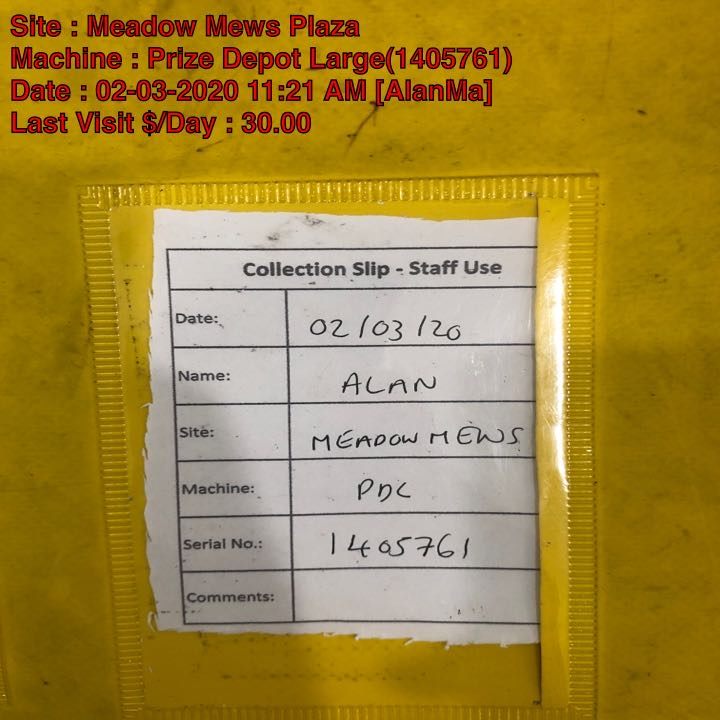 Site : Meadow Mews Plaza
Machine : Prize Depot Large(1405761)
Date : 02-03-2020 11:21 AM [AlanMa]
Last Visit $/Day : 30.00
Collection Slip - Staff Use
Date: 02/03/20
Name: ALAN
Site: MEADOW MEWS
Machine: PDL
Serial No.: 1405761
Comments: